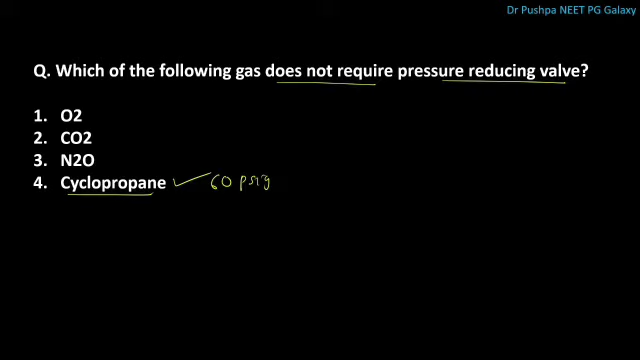 Dr Pushpa NEET PG Galaxy
Q. Which of the following gas does not require pressure reducing valve?
1. O2
2. CO2
3. N2O
4. Cyclopropane 60 psig